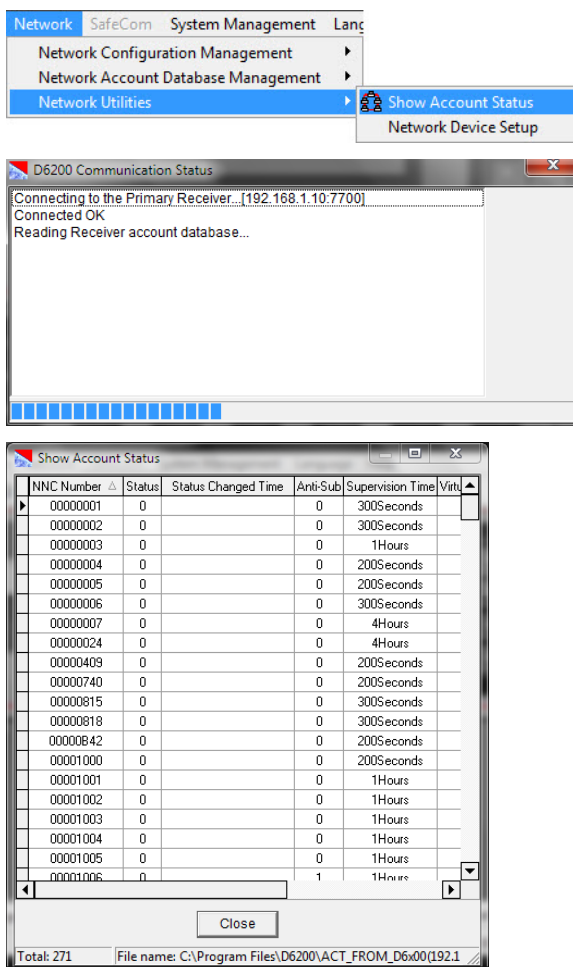 Network SafeCom System Management Lang
Network Configuration Management
Network Account Database Management
Network Utilities
Show Account Status
Network Device Setup
D6200 Communication Status
Connecting to the Primary Receiver...[192.168.1.10:7700]
Connected OK
Reading Receiver account database...
Show Account Status
NNC Number Status Status Changed Time Anti-Sub Supervision Time Virtu
00000001 0 0 300Seconds
00000002 0 0 300Seconds
00000003 0 0 1Hours
00000004 0 0 200Seconds
00000005 0 0 200Seconds
00000006 0 0 300Seconds
00000007 0 0 4Hours
00000024 0 0 4Hours
00000409 0 0 200Seconds
00000740 0 0 200Seconds
00000815 0 0 300Seconds
00000818 0 0 300Seconds
00000B42 0 0 200Seconds
00001000 0 0 200Seconds
00001001 0 0 1Hours
00001002 0 0 1Hours
00001003 0 0 1Hours
00001004 0 0 1Hours
00001005 0 0 1Hours
00001006 0 1 1Hours
Close
Total: 271 File name: C:\Program Files\D6200\ACT_FROM_D6x00(192.1